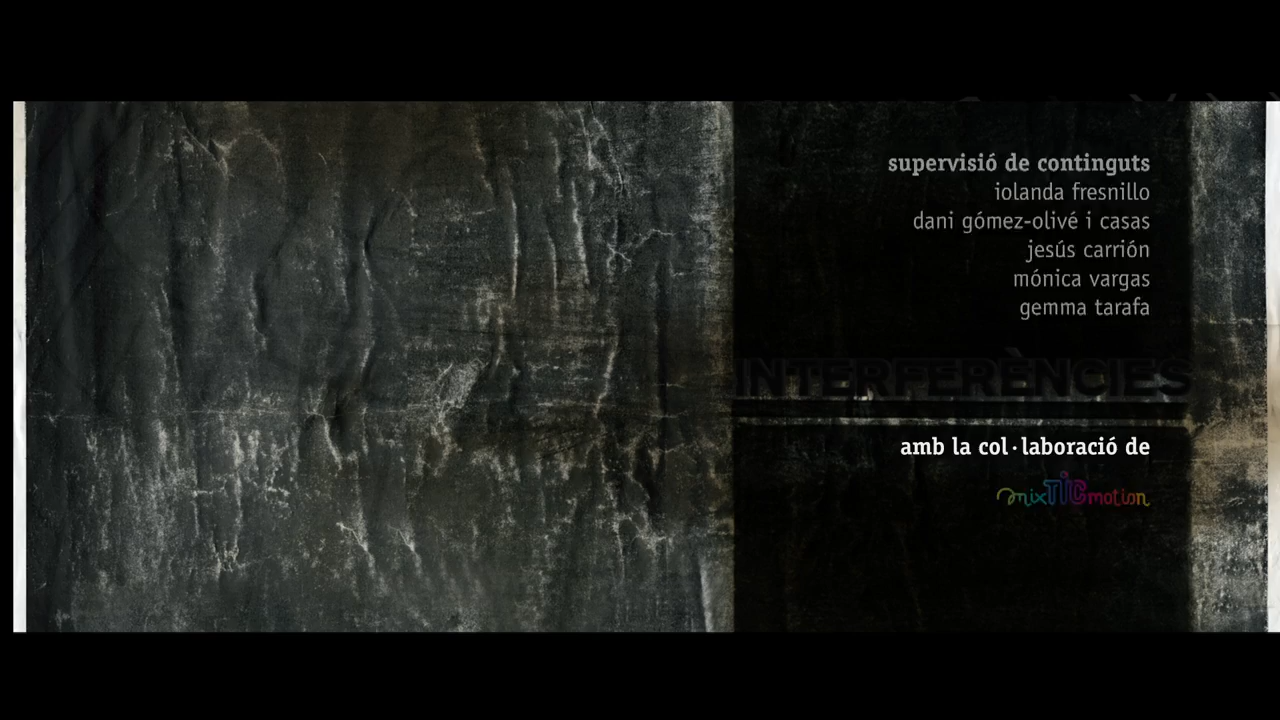 supervisió de continguts
iolanda fresnillo
dani gómez-olivé i casas
jesús carrión
mónica vargas
gemma tarafa
INTERFERÈNCIES
amb la col·laboració de
mixTICmotion